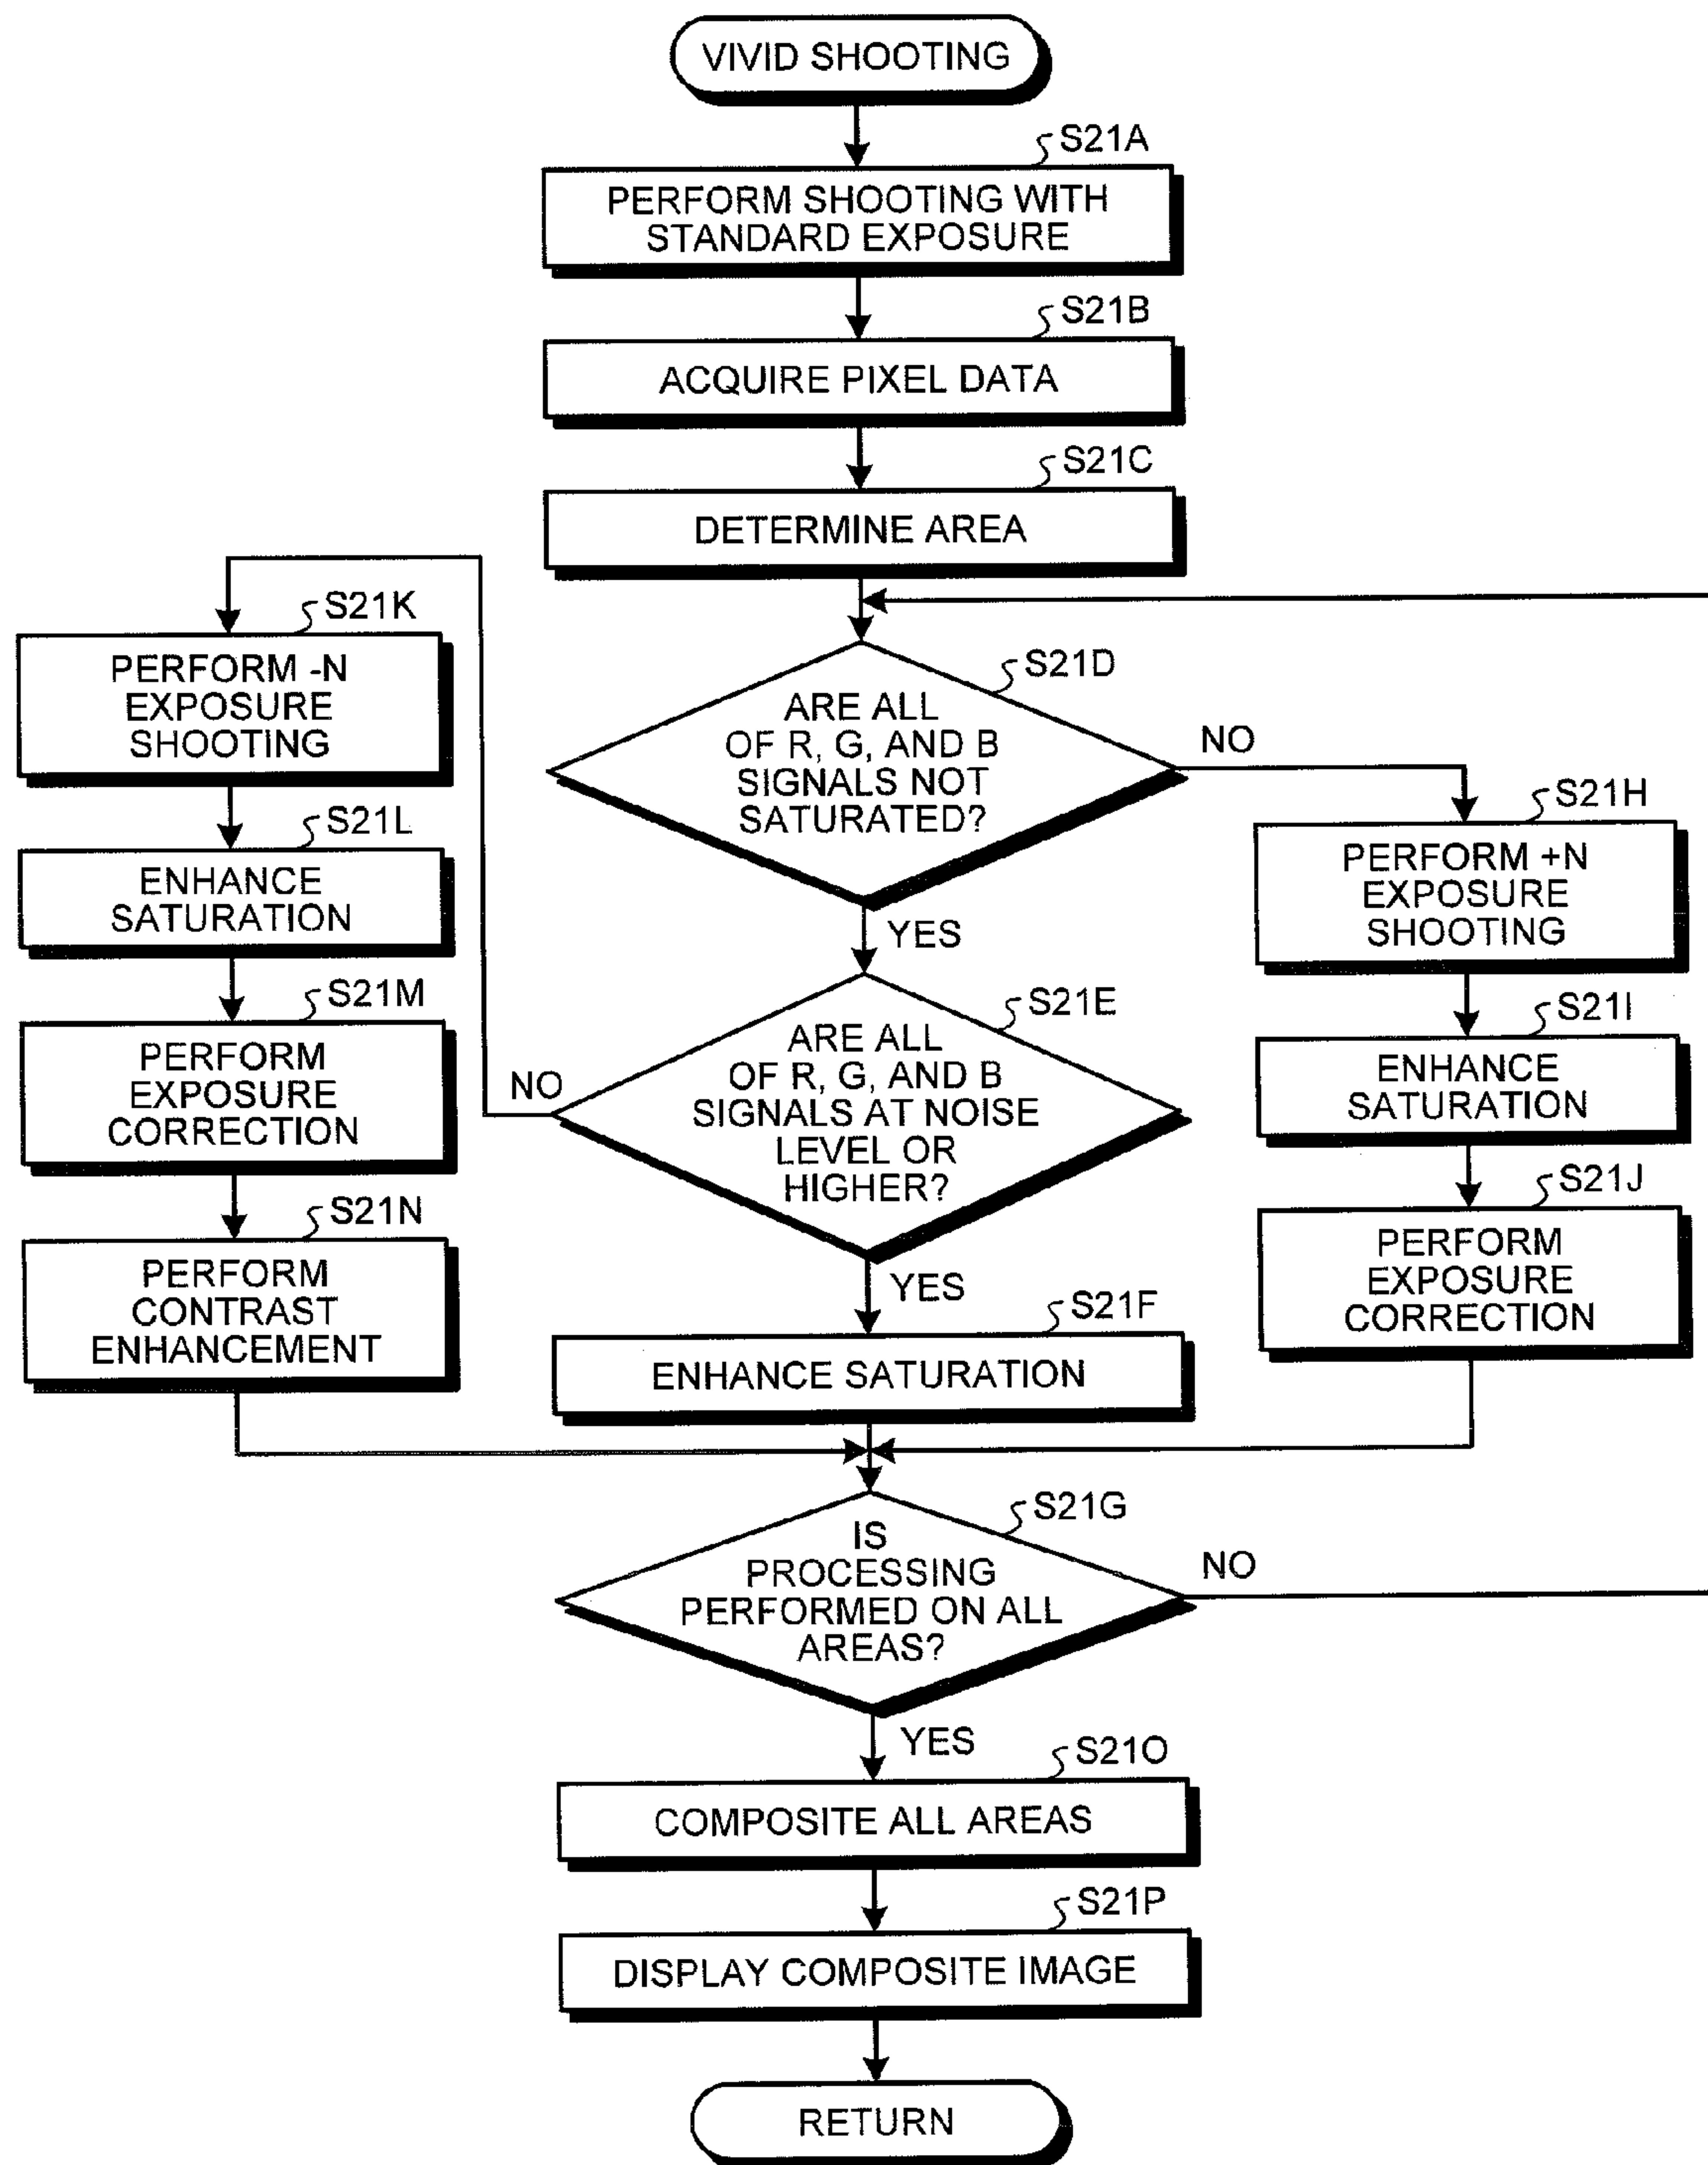 VIVID SHOOTING
S21A
PERFORM SHOOTING WITH
STANDARD EXPOSURE
S21B
ACQUIRE PIXEL DATA
S21C
DETERMINE AREA
S21D
ARE ALL
OF R, G, AND B
SIGNALS NOT
SATURATED?
NO
YES
S21E
ARE ALL
OF R, G, AND B
SIGNALS AT NOISE
LEVEL OR
HIGHER?
NO
YES
S21K
PERFORM -N
EXPOSURE
SHOOTING
S21L
ENHANCE
SATURATION
S21M
PERFORM
EXPOSURE
CORRECTION
S21N
PERFORM
CONTRAST
ENHANCEMENT
S21H
PERFORM +N
EXPOSURE
SHOOTING
S21I
ENHANCE
SATURATION
S21J
PERFORM
EXPOSURE
CORRECTION
S21F
ENHANCE SATURATION
S21G
IS
PROCESSING
PERFORMED ON ALL
AREAS?
NO
YES
S21O
COMPOSITE ALL AREAS
S21P
DISPLAY COMPOSITE IMAGE
RETURN